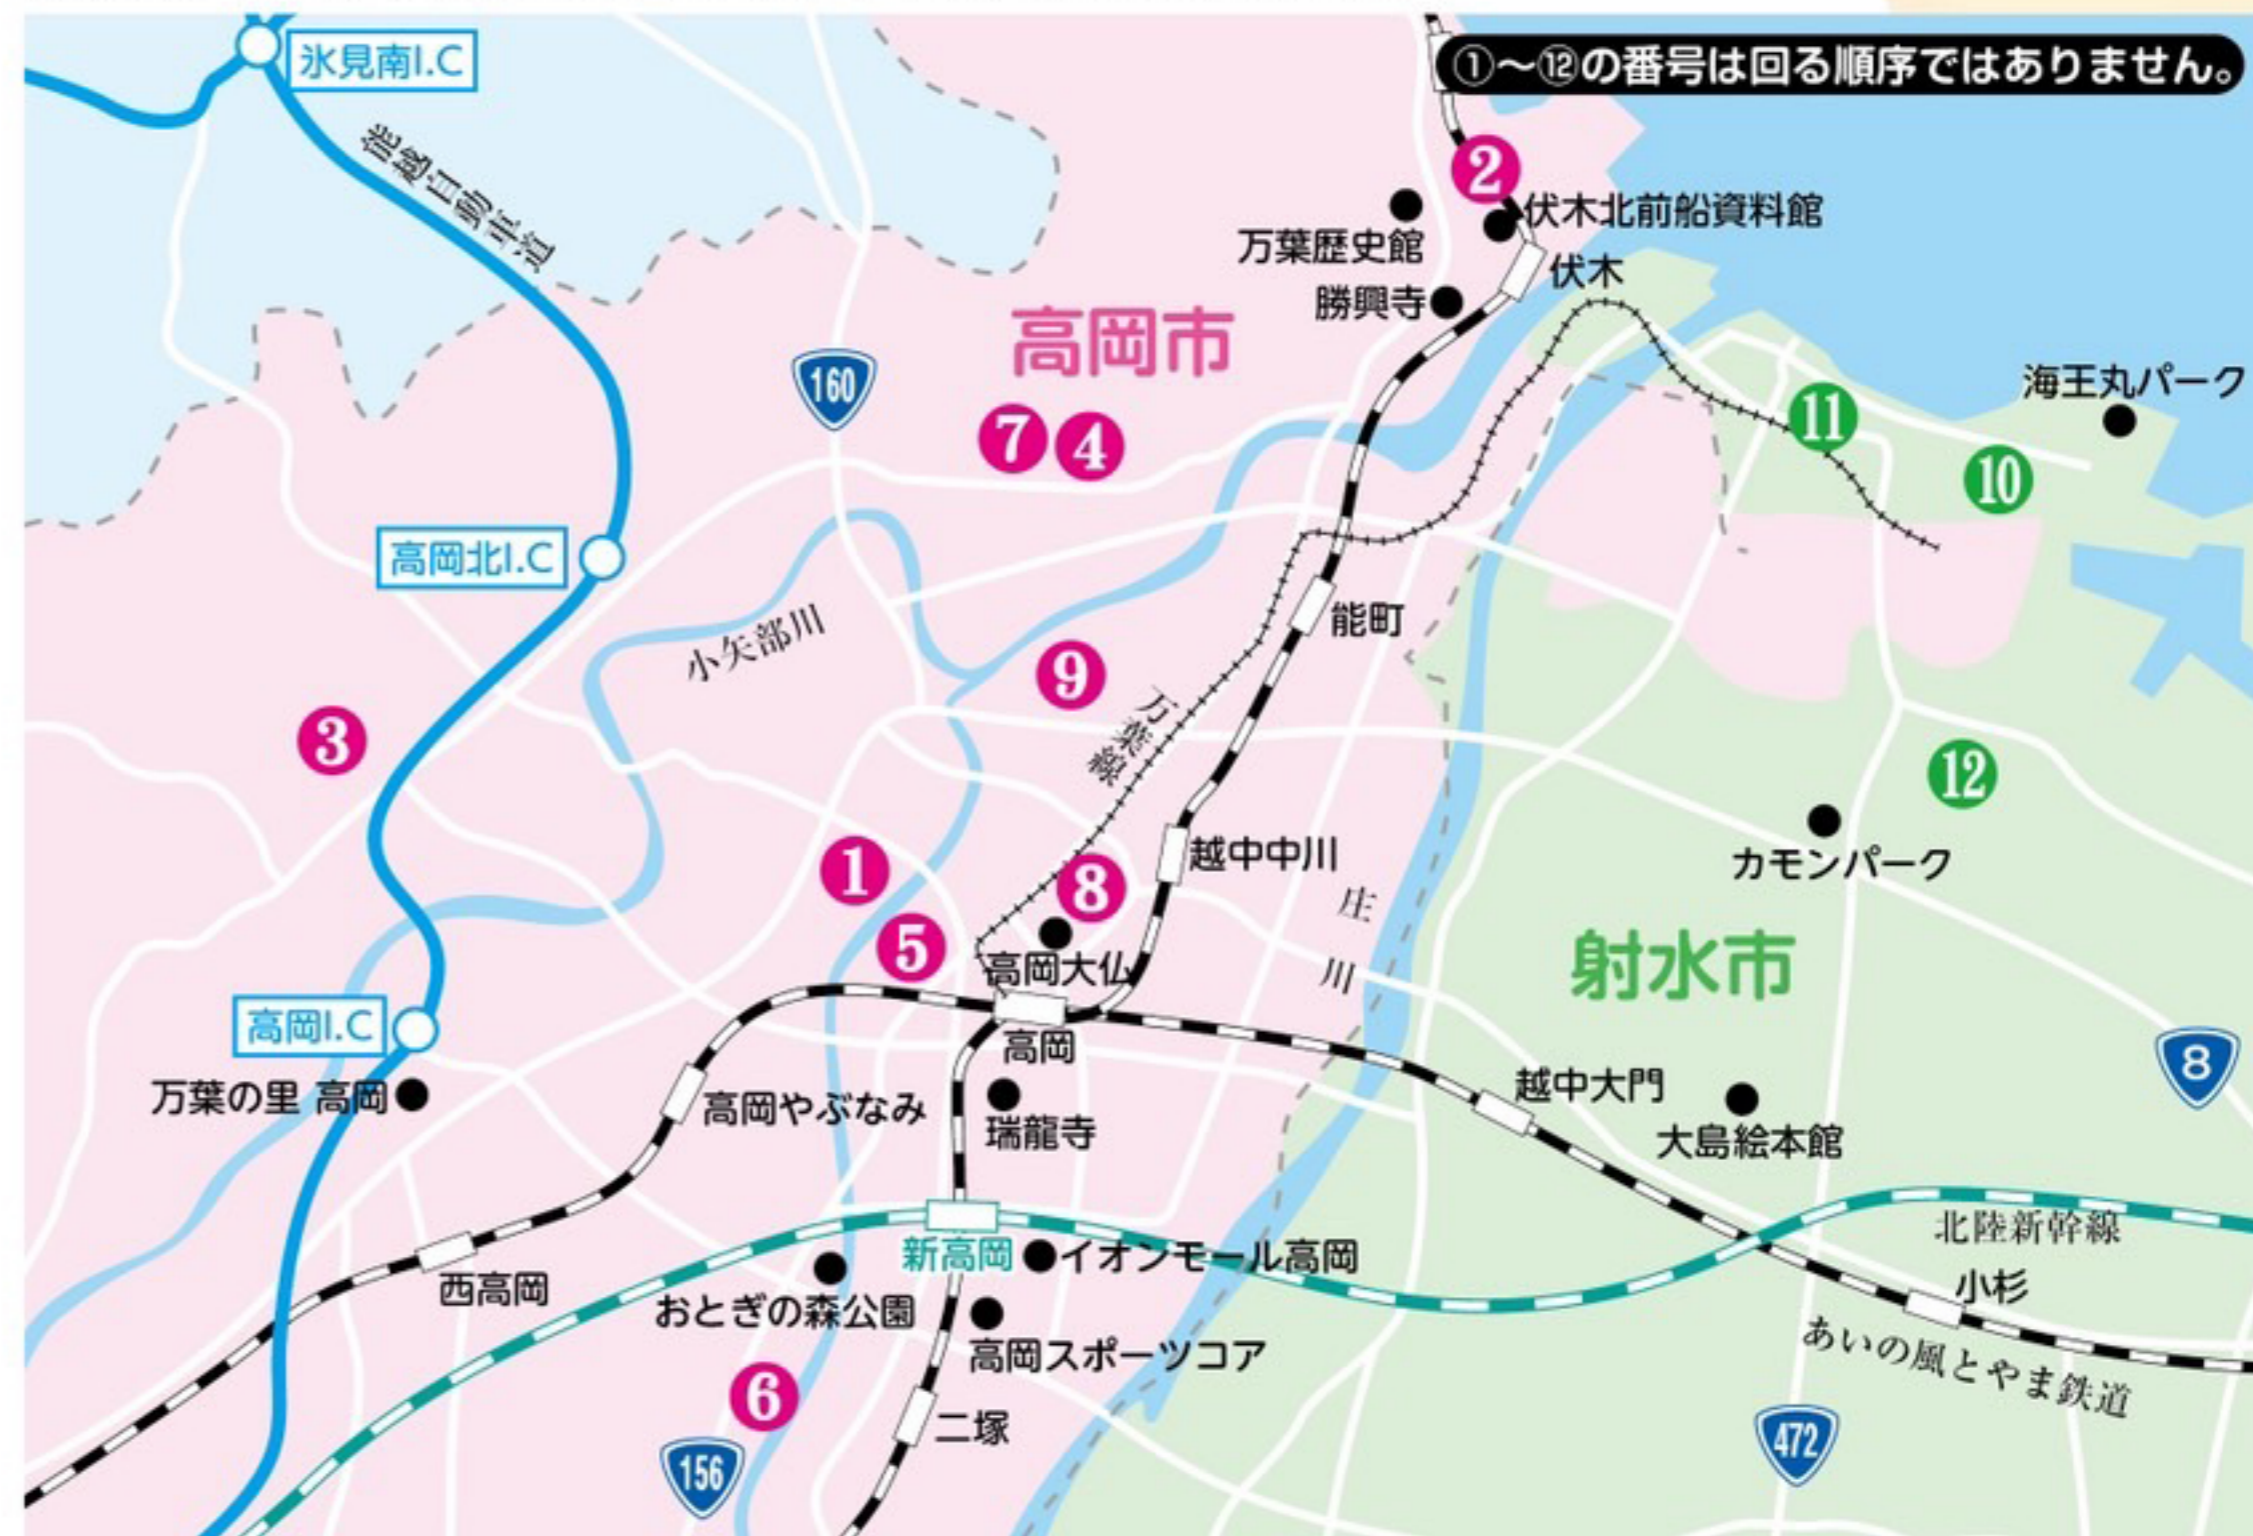 ①～⑫の番号は回る順序ではありません。
氷見南I.C
能越自動車道
2
伏木北前船資料館
万葉歴史館
伏木
勝興寺
高岡市
160
海王丸パーク
7
4
11
10
高岡北I.C
小矢部川
能町
9
万葉線
3
12
カモンパーク
1
8
越中中川
庄川
5
高岡大仏
射水市
高岡I.C
高岡
8
万葉の里 高岡
高岡やぶなみ
瑞龍寺
越中大門
大島絵本館
北陸新幹線
新高岡
イオンモール高岡
西高岡
おとぎの森公園
小杉
高岡スポーツコア
あいの風とやま鉄道
6
二塚
156
472